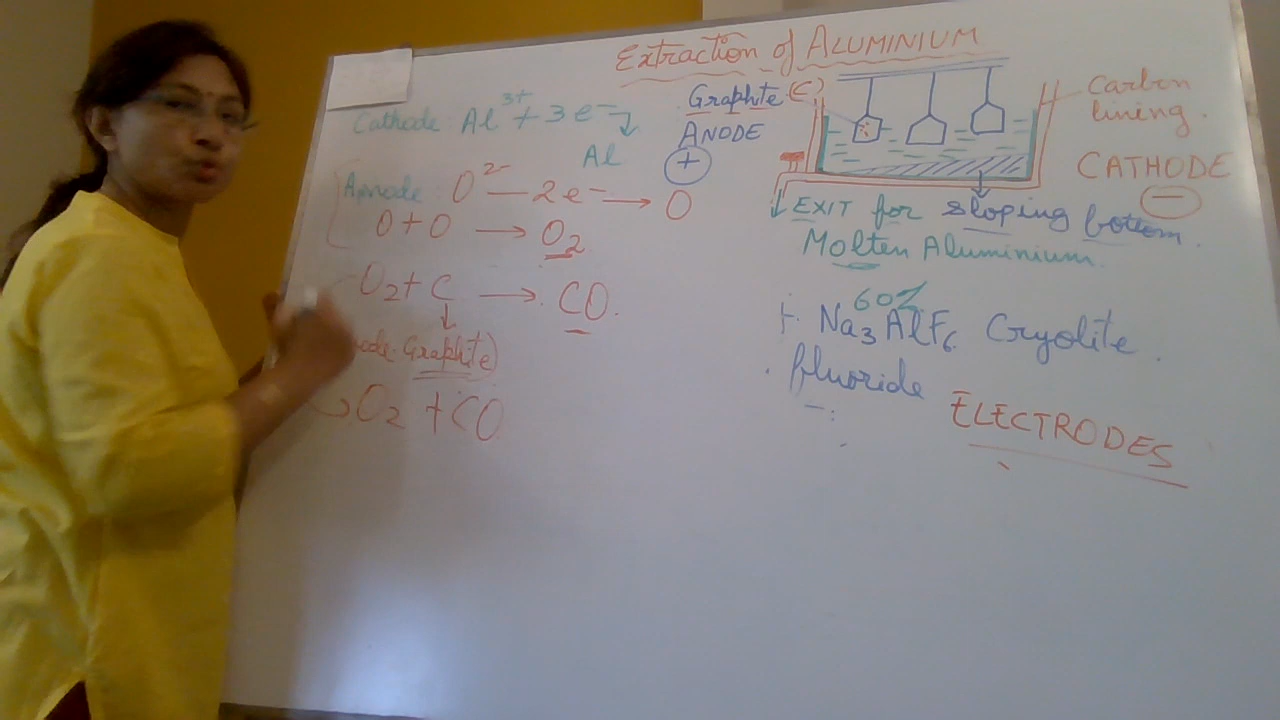 Extraction of ALUMINIUM
Cathode: Al3+ + 3e- →
Al
Anode: O2- — 2e- → O
O + O → O2
O2 + C → CO.
Graphite)
O2 + CO
Graphite (C)
ANODE
+
Carbon
lining.
CATHODE
-
EXIT for sloping bottom.
Molten Aluminium.
60%
+ Na3AlF6 Cryolite.
fluoride
ELECTRODES